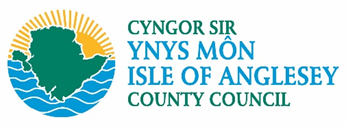 CYNGOR SIR
YNYS MÔN
ISLE OF ANGLESEY
COUNTY COUNCIL